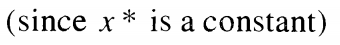 (since x* is a constant)